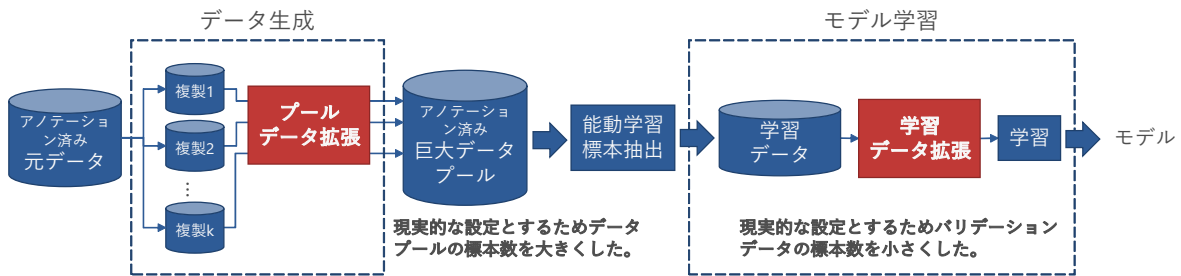 データ生成
モデル学習
アノテーション済み
元データ
複製1
複製2
…
複製k
プール
データ拡張
アノテーション済み
巨大データ
プール
能動学習
標本抽出
学習
データ
学習
データ拡張
学習
モデル
現実的な設定とするためデータ
プールの標本数を大きくした。
現実的な設定とするためバリデーション
データの標本数を小さくした。